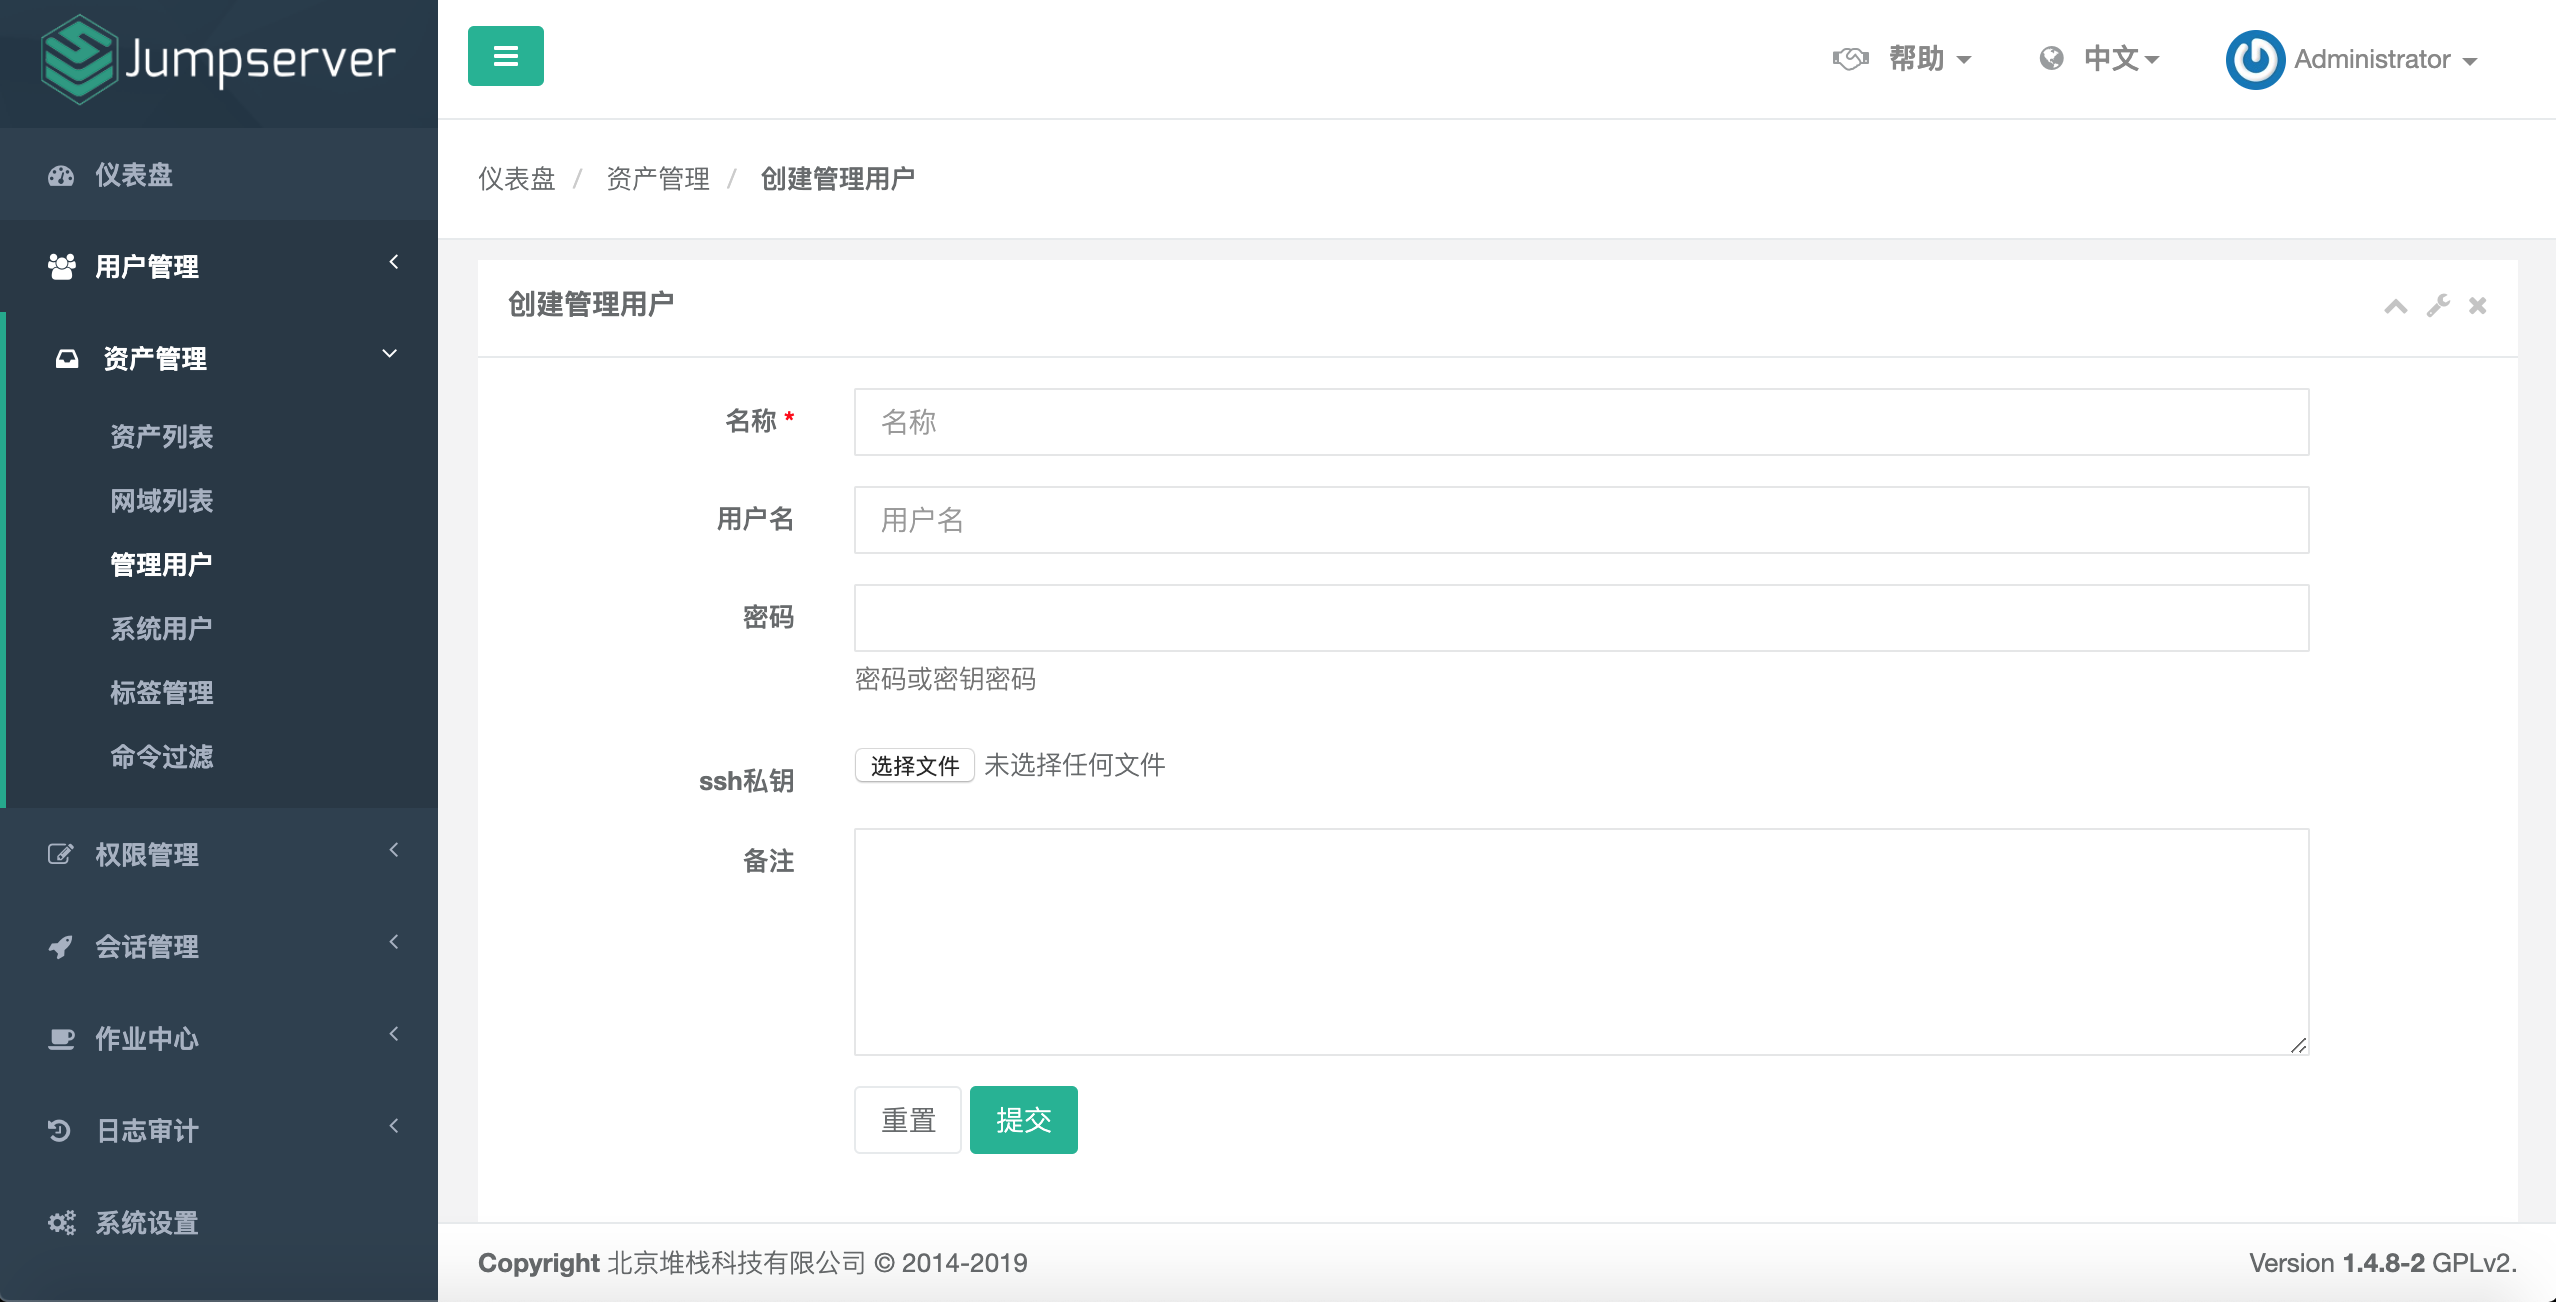 Jumpserver
帮助
中文
Administrator
仪表盘
用户管理
资产管理
资产列表
网域列表
管理用户
系统用户
标签管理
命令过滤
权限管理
会话管理
作业中心
日志审计
系统设置
仪表盘 / 资产管理 / 创建管理用户
创建管理用户
名称 *
名称
用户名
用户名
密码
密码或密钥密码
ssh私钥
选择文件 未选择任何文件
备注
重置 提交
Copyright 北京堆栈科技有限公司 © 2014-2019
Version 1.4.8-2 GPLv2.